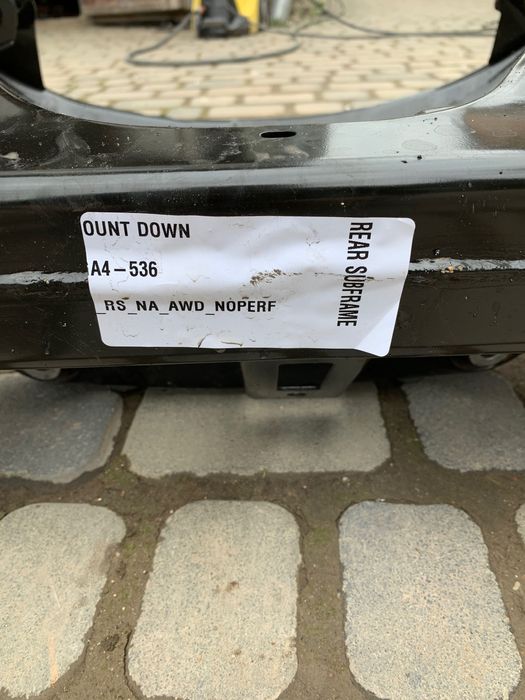 OUNT DOWN
A4-536
_RS_NA_AWD_NOPERF
REAR SUBFRAME